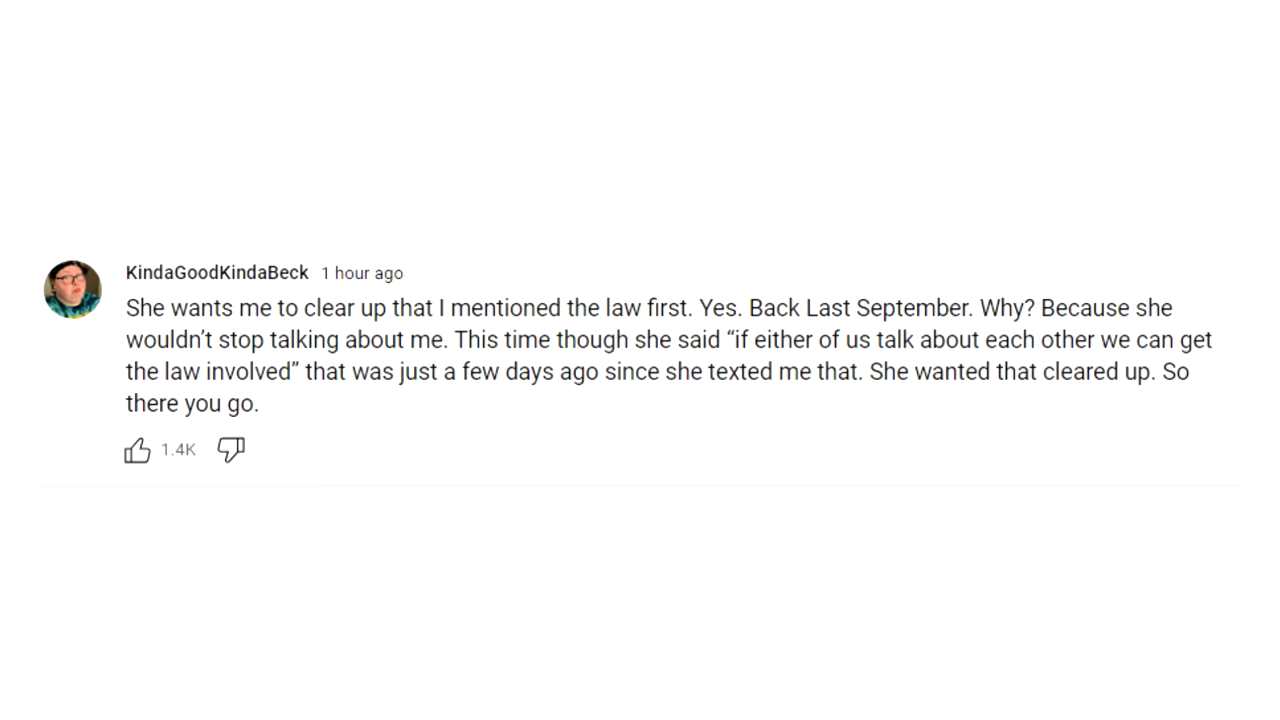 KindaGoodKindaBeck 1 hour ago
She wants me to clear up that I mentioned the law first. Yes. Back Last September. Why? Because she
wouldn’t stop talking about me. This time though she said “if either of us talk about each other we can get
the law involved” that was just a few days ago since she texted me that. She wanted that cleared up. So
there you go.
1.4K